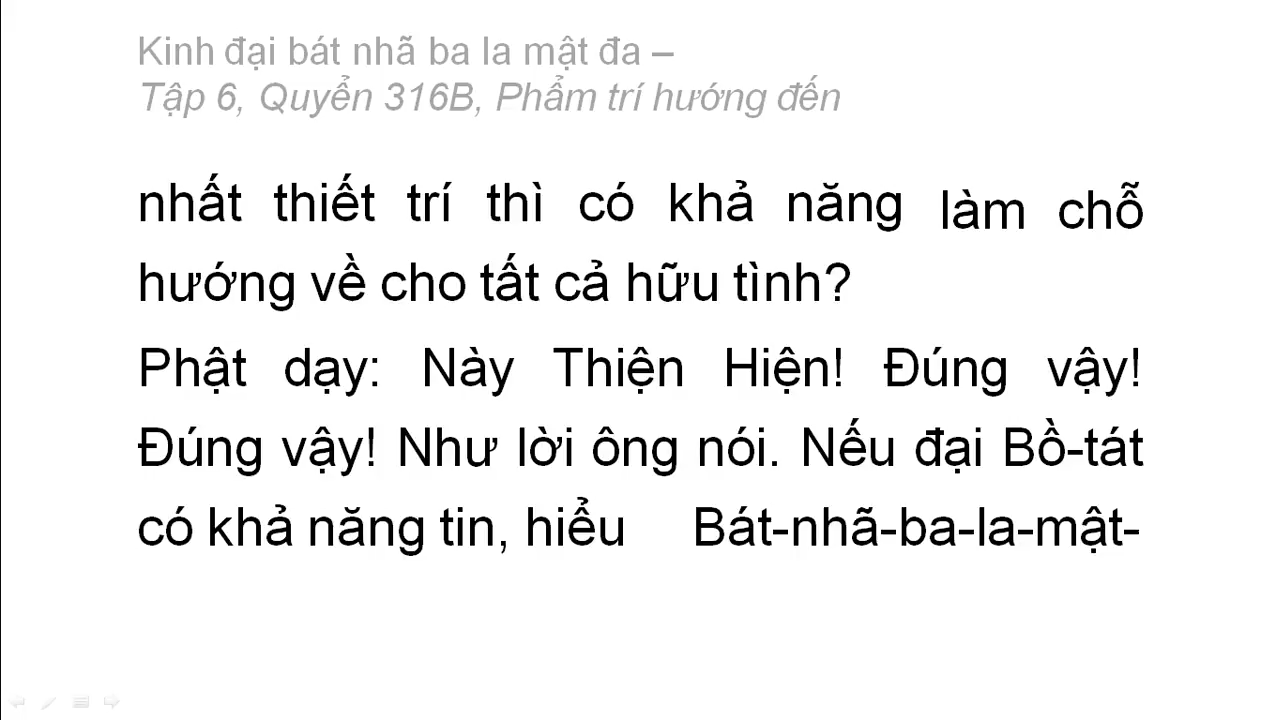 Kinh đại bát nhã ba la mật đa –
Tập 6, Quyển 316B, Phẩm trí hướng đến
nhất thiết trí thì có khả năng làm chỗ
hướng về cho tất cả hữu tình?
Phật dạy: Này Thiện Hiện! Đúng vậy!
Đúng vậy! Như lời ông nói. Nếu đại Bồ-tát
có khả năng tin, hiểu Bát-nhã-ba-la-mật-